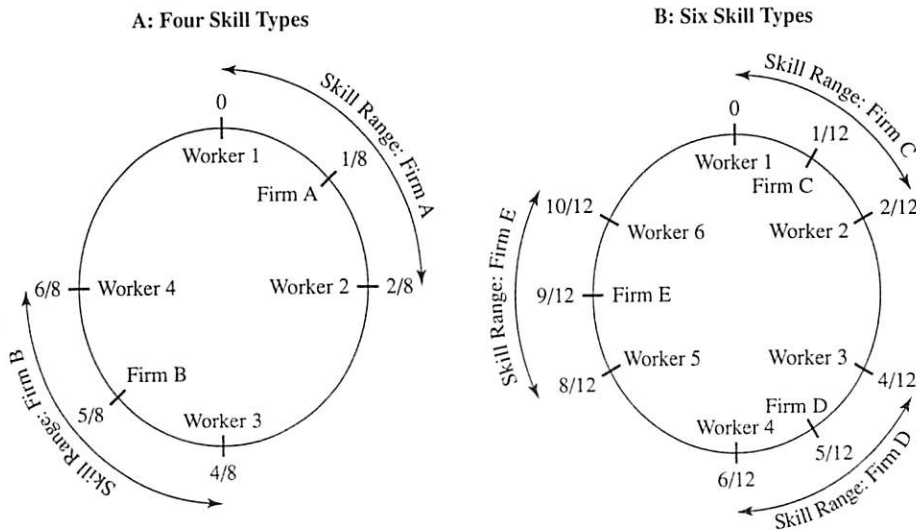 A: Four Skill Types
Skill Range: Firm A
0
Worker 1
1/8
Firm A
6/8
Worker 4
Worker 2
2/8
Firm B
5/8
Worker 3
4/8
Skill Range: Firm B
B: Six Skill Types
Skill Range: Firm C
0
1/12
Worker 1
Firm C
10/12
Worker 6
Worker 2
2/12
Skill Range: Firm E
9/12
Firm E
Worker 5
8/12
Worker 3
4/12
Firm D
Worker 4
5/12
6/12
Skill Range: Firm D